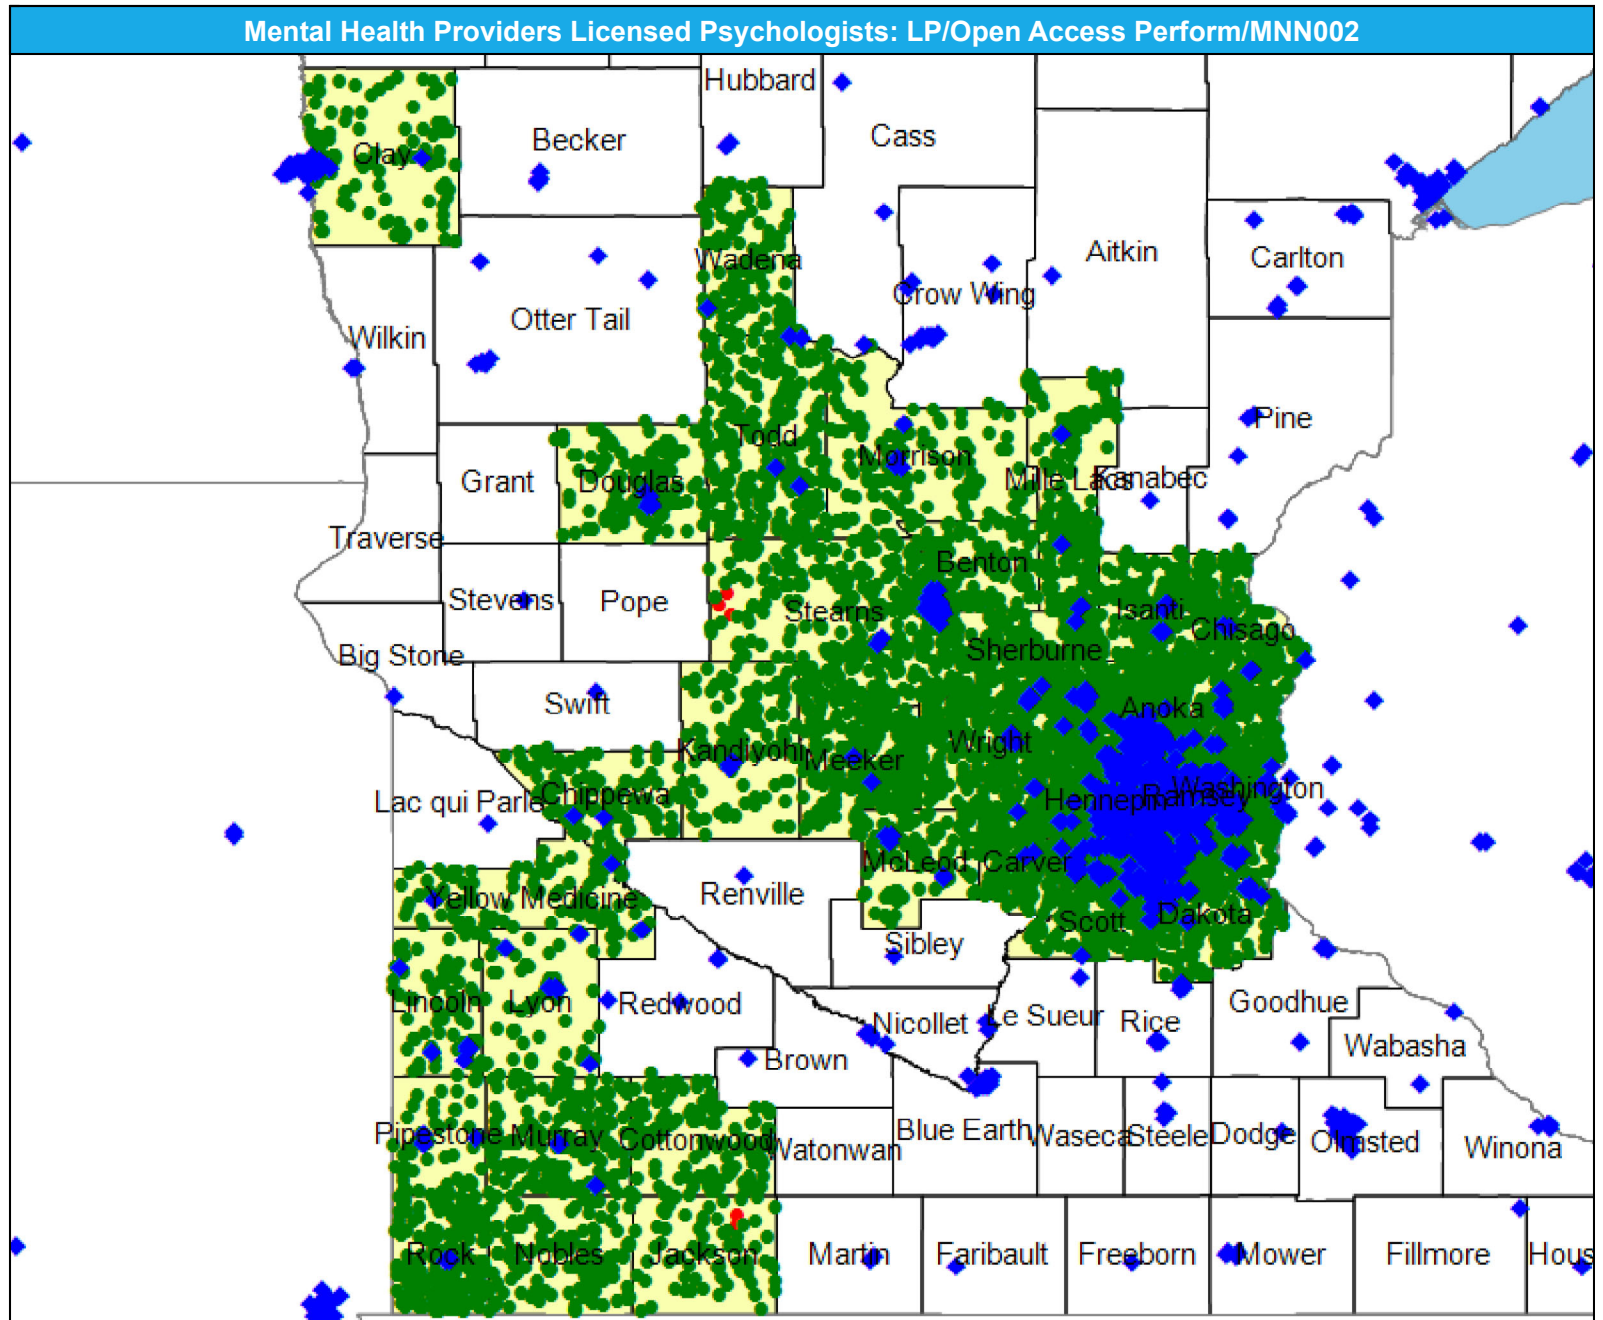 Mental Health Providers Licensed Psychologists: LP/Open Access Perform/MNN002
Hubbard
Becker
Cass
Clay
Wadena
Aitkin
Carlton
Crow Wing
Otter Tail
Wilkin
Pine
Todd
Morrison
Grant
Douglas
Mille Lacs
Kanabec
Traverse
Benton
Stevens
Pope
Stearns
Isanti
Chisago
Big Stone
Sherburne
Swift
Anoka
Kandiyohi
Meeker
Wright
Lac qui Parle
Chippewa
Hennepin
Ramsey
Washington
McLeod
Carver
Yellow Medicine
Renville
Scott
Dakota
Sibley
Lincoln
Lyon
Redwood
Nicollet
Le Sueur
Rice
Goodhue
Brown
Wabasha
Pipestone
Murray
Cottonwood
Watonwan
Blue Earth
Waseca
Steele
Dodge
Olmsted
Winona
Rock
Nobles
Jackson
Martin
Faribault
Freeborn
Mower
Fillmore
Hous